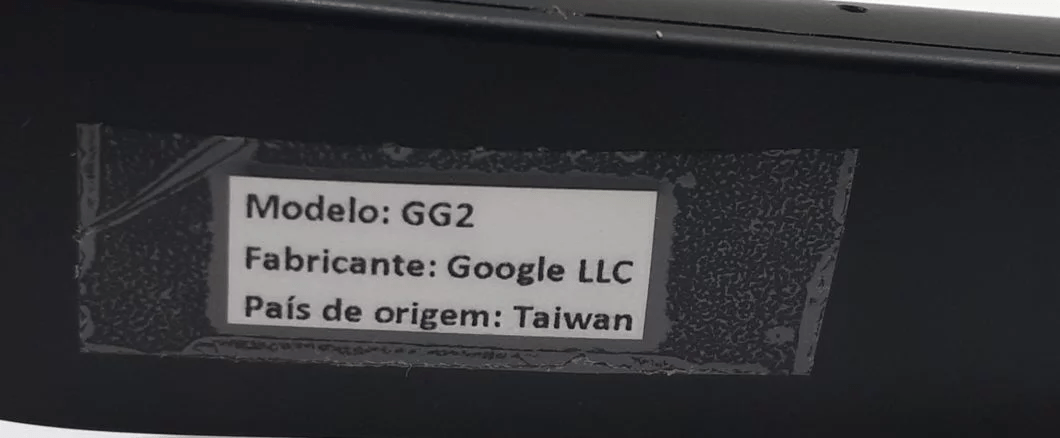 Modelo: GG2
Fabricante: Google LLC
País de origem: Taiwan